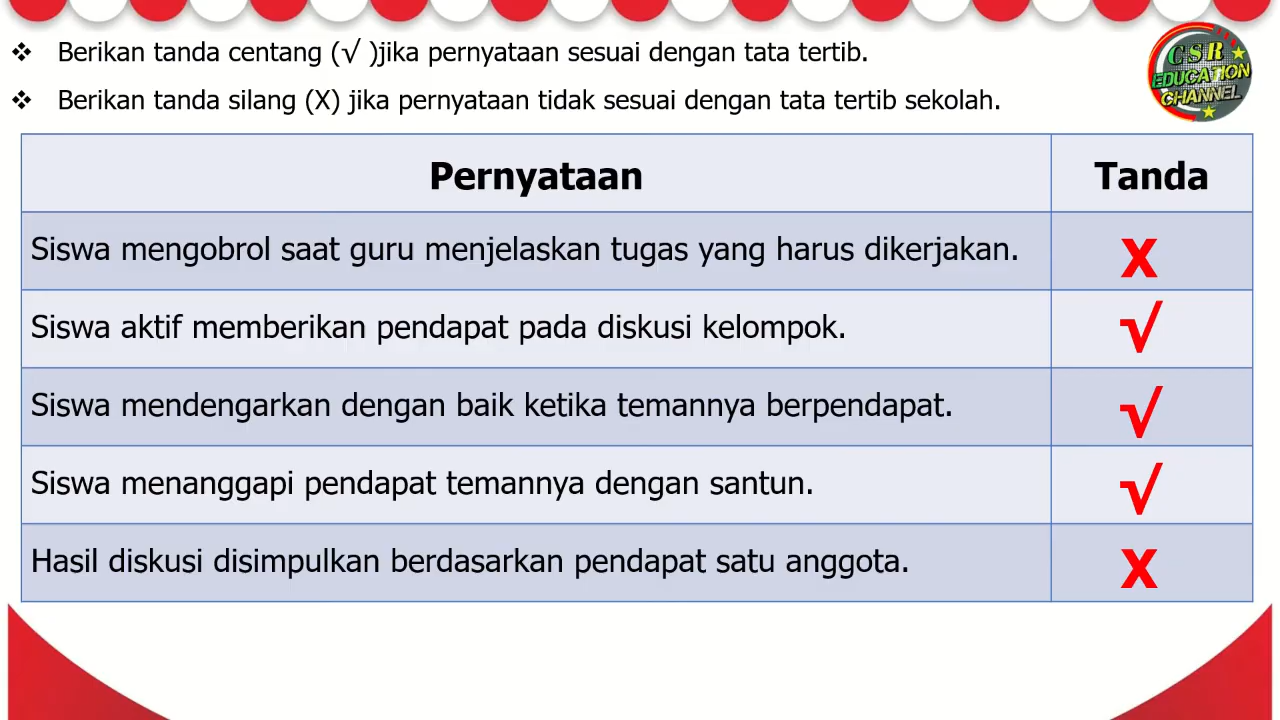 ❖ Berikan tanda centang (√ )jika pernyataan sesuai dengan tata tertib.
❖ Berikan tanda silang (X) jika pernyataan tidak sesuai dengan tata tertib sekolah.
CSR
EDUCATION
CHANNEL
Pernyataan Tanda
Siswa mengobrol saat guru menjelaskan tugas yang harus dikerjakan. X
Siswa aktif memberikan pendapat pada diskusi kelompok. √
Siswa mendengarkan dengan baik ketika temannya berpendapat. √
Siswa menanggapi pendapat temannya dengan santun. √
Hasil diskusi disimpulkan berdasarkan pendapat satu anggota. X